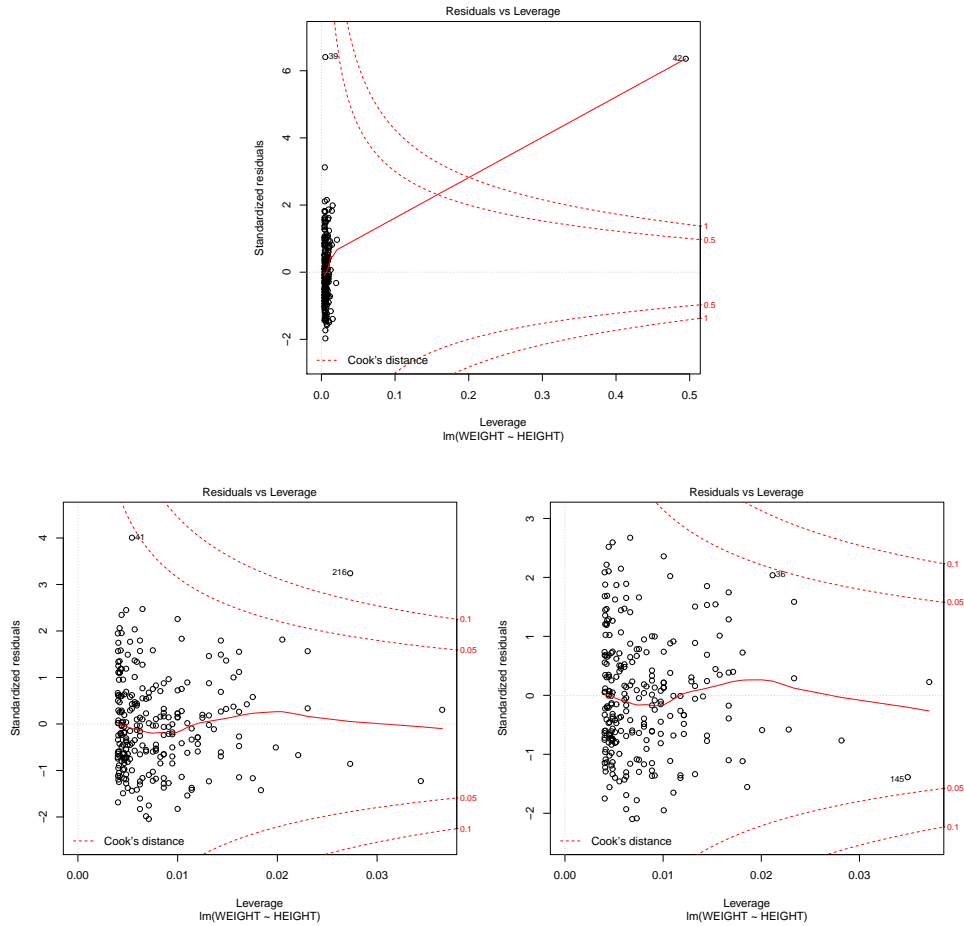 Residuals vs Leverage
Standardized residuals
6
4
2
0
−2
39
42
1
0.5
0.5
1
Cook's distance
0.0 0.1 0.2 0.3 0.4 0.5
Leverage
lm(WEIGHT ~ HEIGHT)
Residuals vs Leverage
Standardized residuals
4
3
2
1
0
−1
−2
41
216
0.1
0.05
0.05
0.1
Cook's distance
0.00 0.01 0.02 0.03
Leverage
lm(WEIGHT ~ HEIGHT)
Residuals vs Leverage
Standardized residuals
3
2
1
0
−1
−2
36
145
0.1
0.05
0.05
0.1
Cook's distance
0.00 0.01 0.02 0.03
Leverage
lm(WEIGHT ~ HEIGHT)